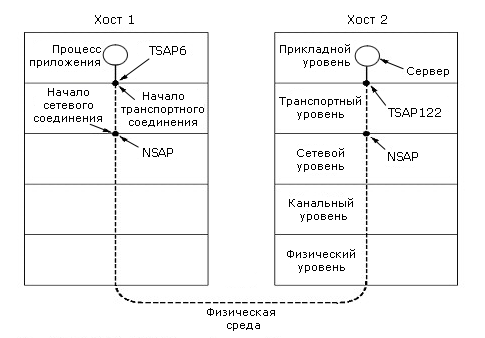 Хост 1
Хост 2
Процесс
приложения
TSAP6
Начало
сетевого
соединения
Начало
транспортного
соединения
NSAP
Прикладной
уровень
Сервер
Транспортный
уровень
TSAP122
Сетевой
уровень
NSAP
Канальный
уровень
Физический
уровень
Физическая
среда